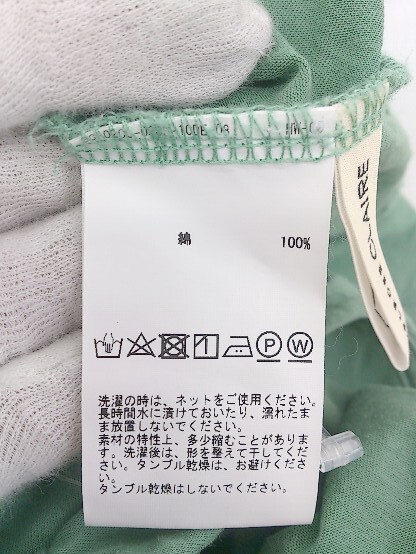 綿 100%
P W
洗濯の時は、ネットをご使用ください。
長時間水に漬けておいたり、濡れたま
ま放置しないでください。
素材の特性上、多少縮むことがありま
す。洗濯後は、形を整えて干してくだ
さい。タンブル乾燥は、お避けくださ
い。
タンブル乾燥はしないでください。
CLAIRE